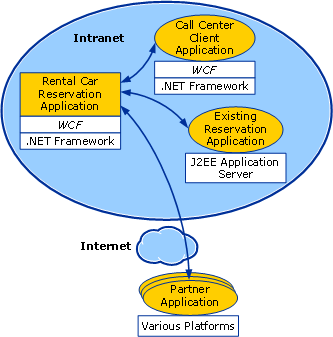 Intranet
Call Center
Client
Application
WCF
.NET Framework
Rental Car
Reservation
Application
WCF
.NET Framework
Existing
Reservation
Application
J2EE Application
Server
Internet
Partner
Application
Various Platforms